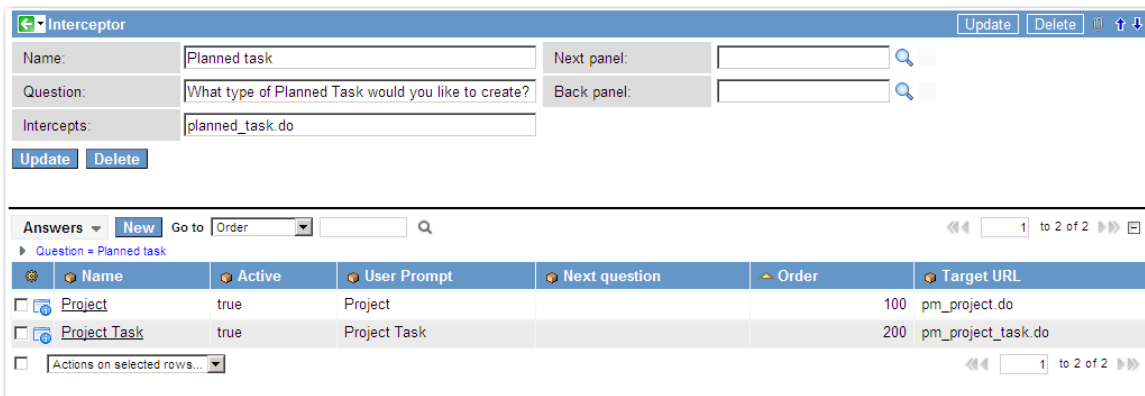 Interceptor Update Delete
Name: Planned task Next panel:
Question: What type of Planned Task would you like to create? Back panel:
Intercepts: planned_task.do
Update Delete
Answers New Go to Order 1 to 2 of 2
Question = Planned task
Name Active User Prompt Next question Order Target URL
Project true Project 100 pm_project.do
Project Task true Project Task 200 pm_project_task.do
Actions on selected rows... 1 to 2 of 2